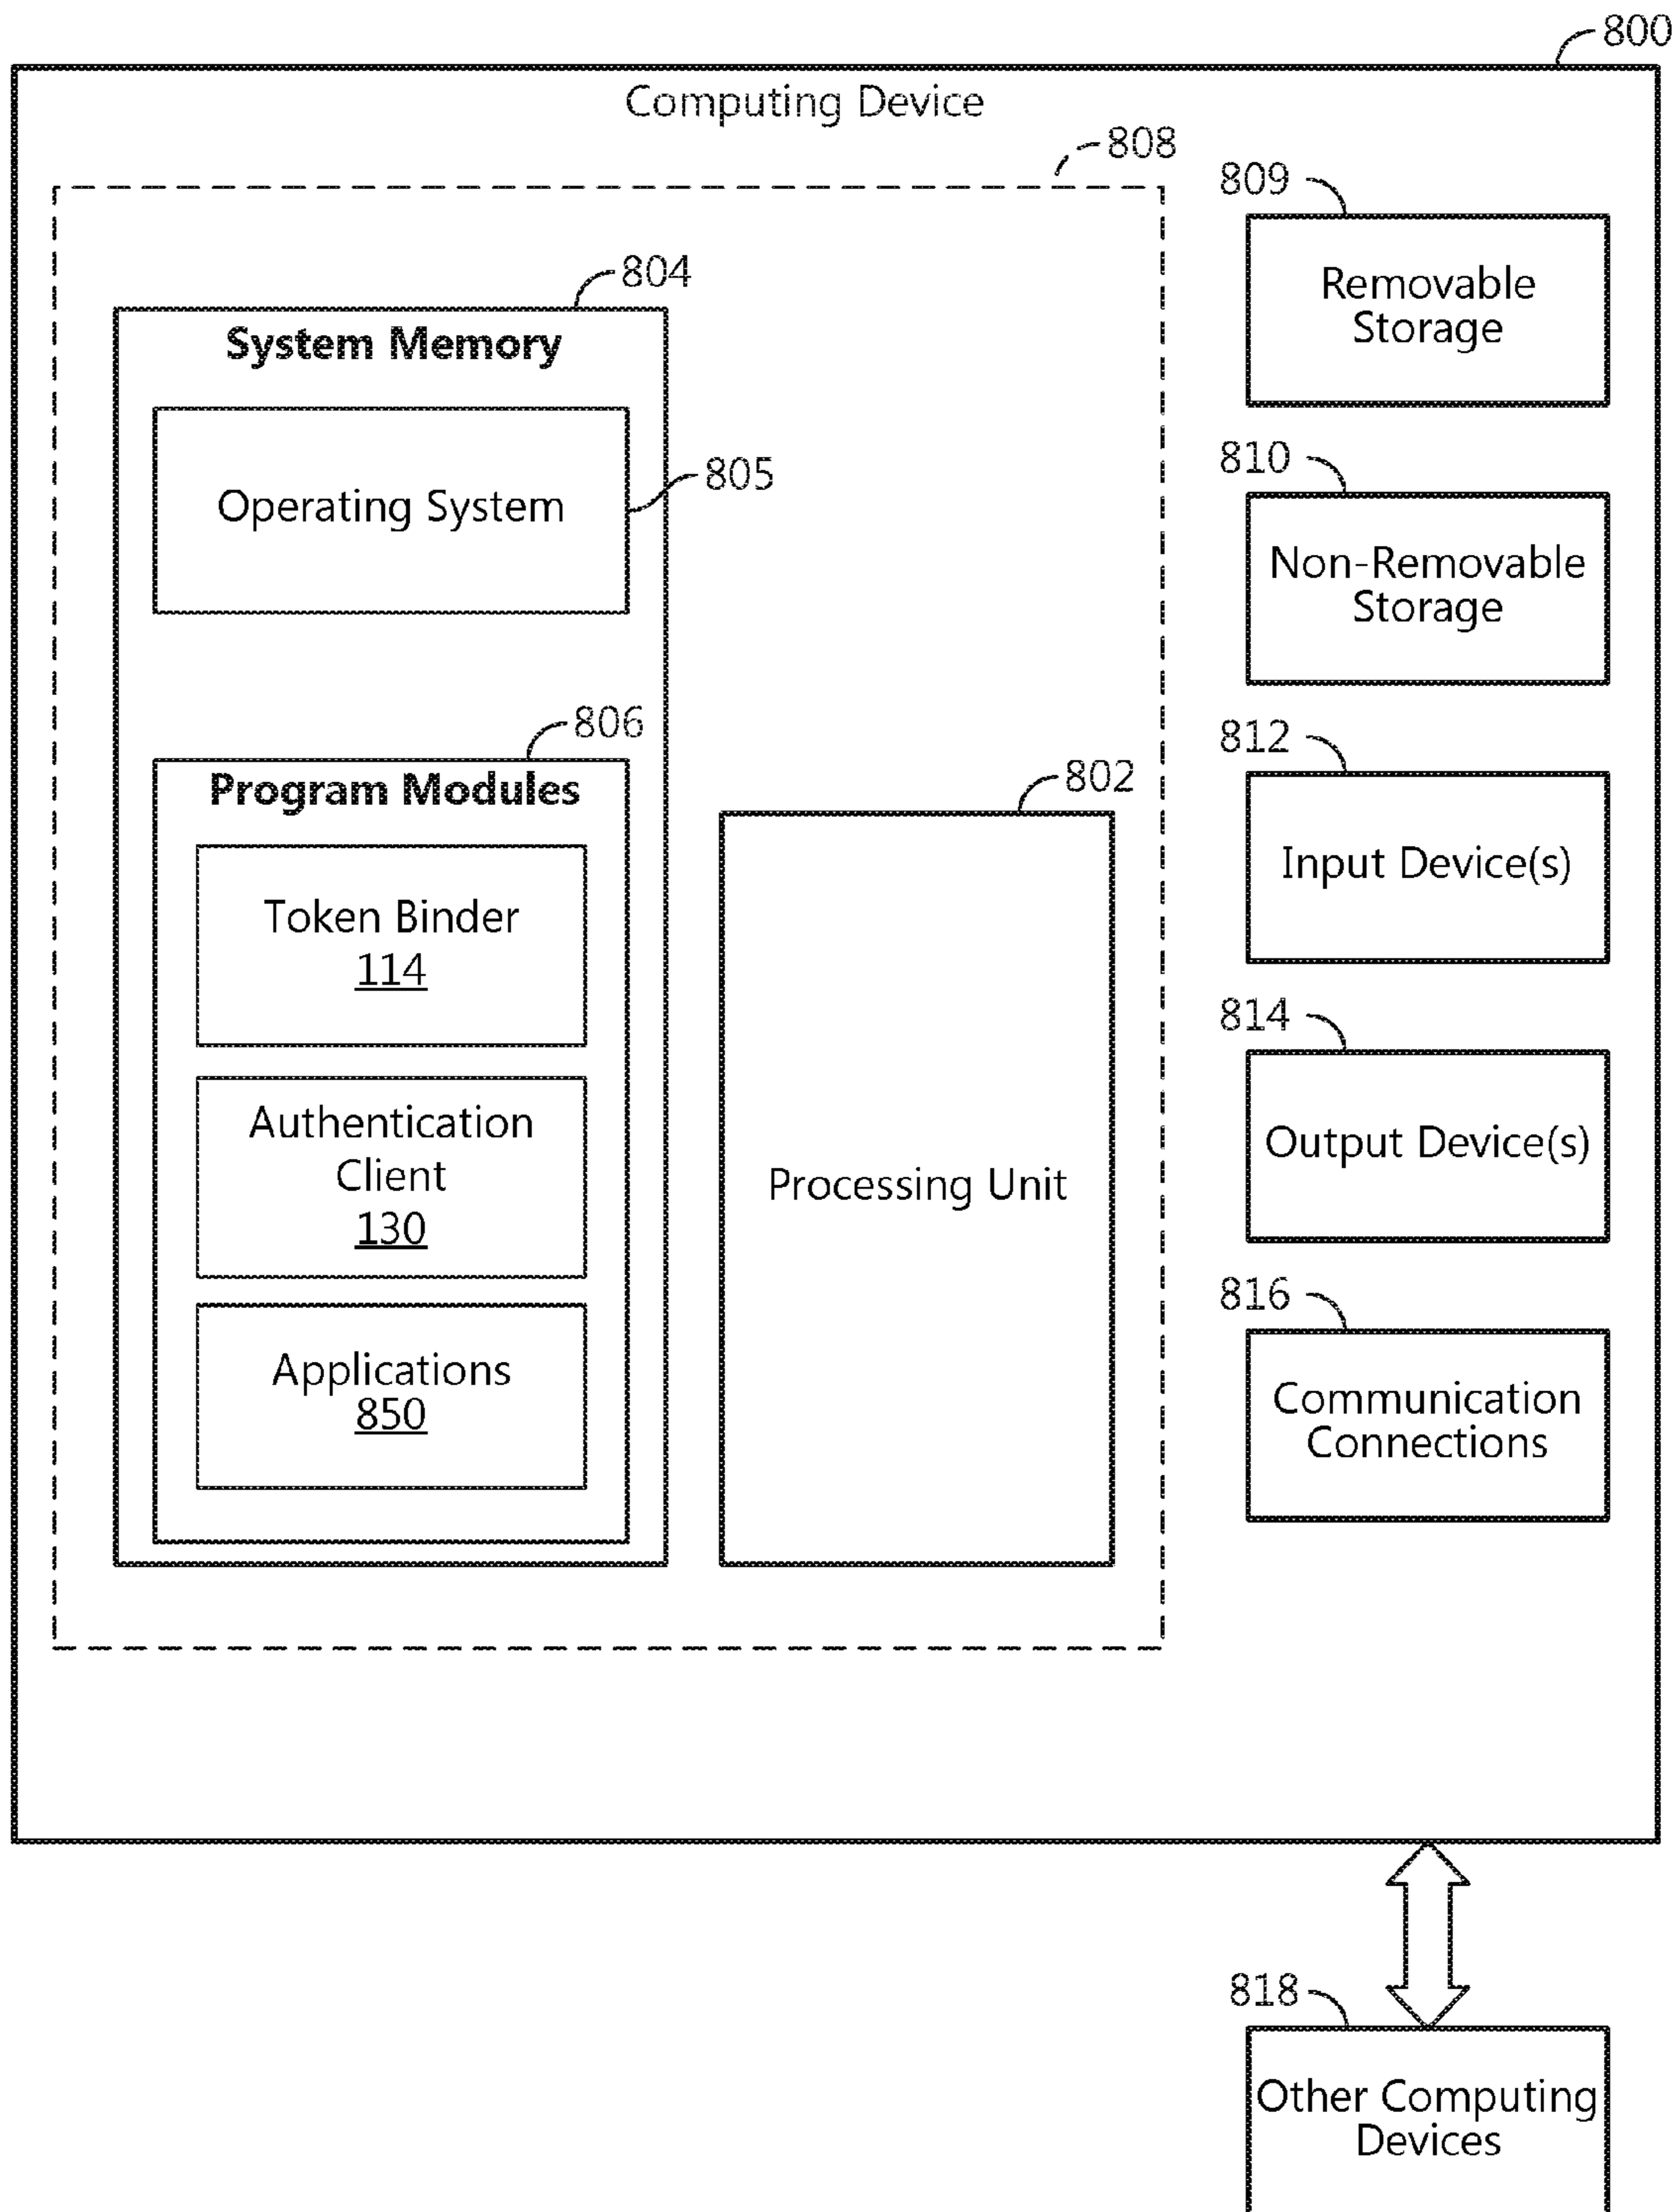 800
Computing Device
808
804
System Memory
Operating System
805
806
Program Modules
Token Binder
114
Authentication
Client
130
Applications
850
802
Processing Unit
809
Removable
Storage
810
Non-Removable
Storage
812
Input Device(s)
814
Output Device(s)
816
Communication
Connections
818
Other Computing
Devices